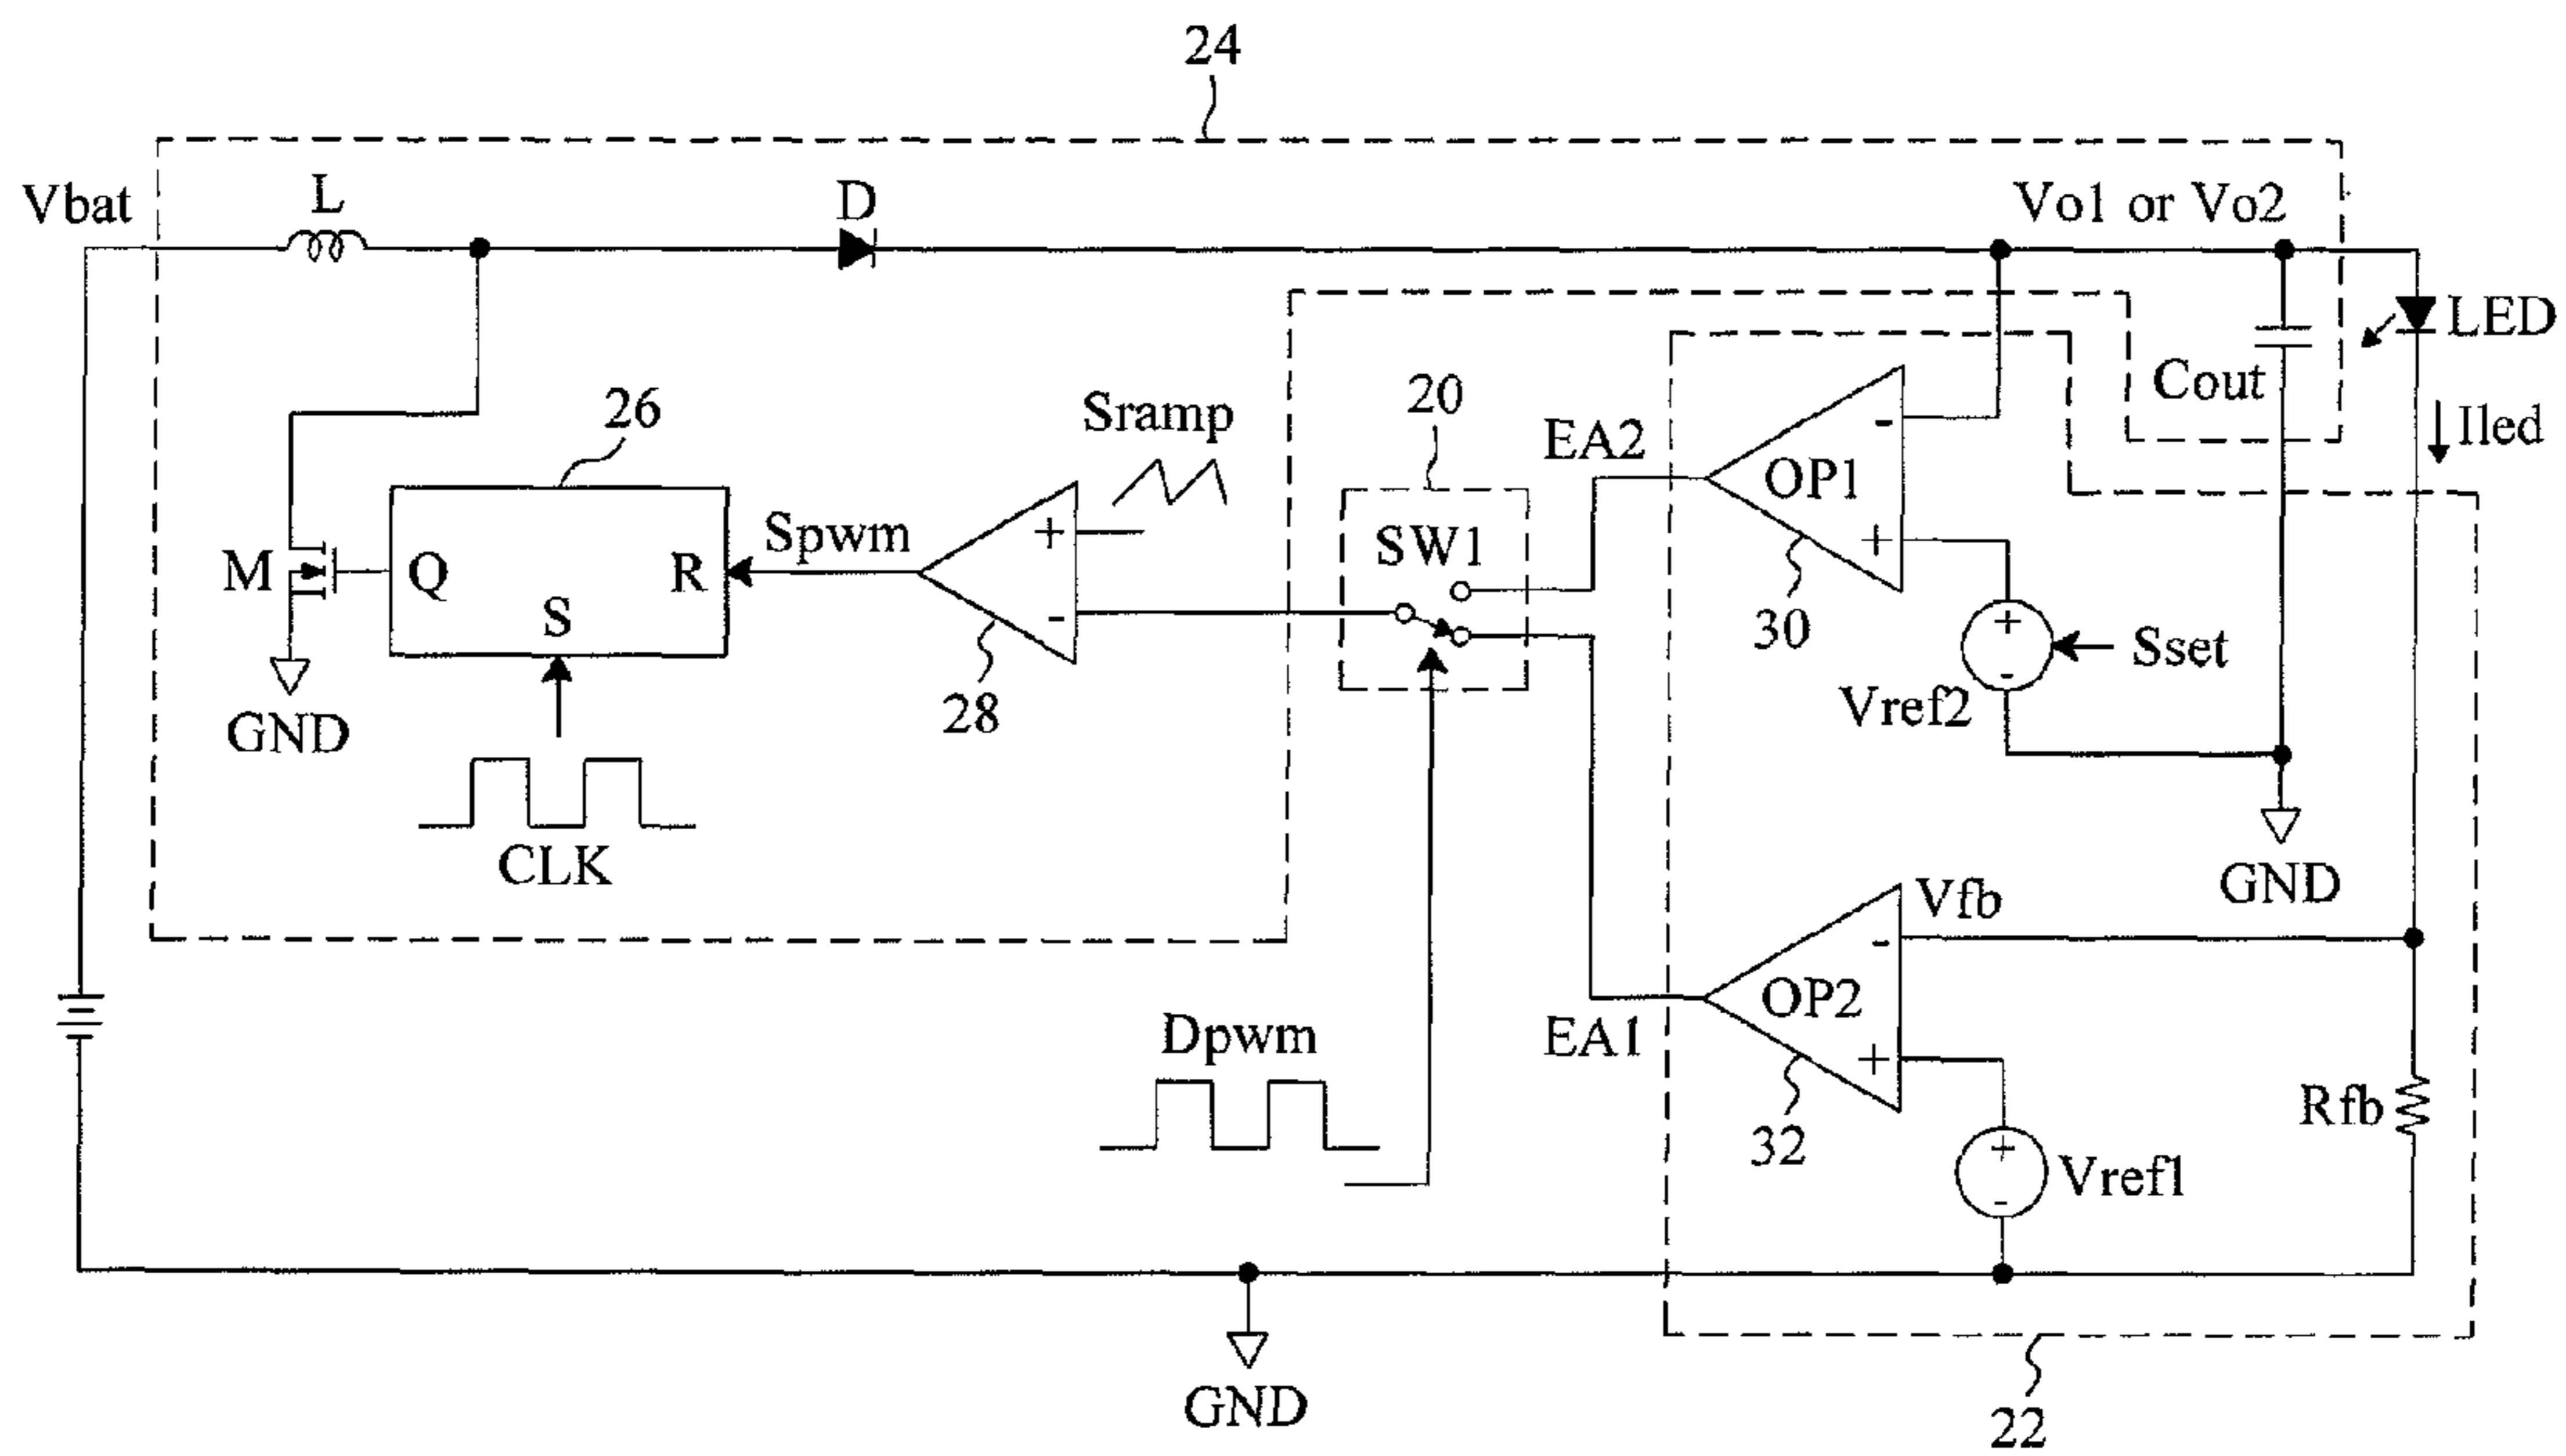 24
Vbat
L
D
Vo1 or Vo2
LED
Cout
Iled
20
26
Sramp
EA2
-
OP1
+
Spwm
+
SW1
M
Q
R
S
-
30
+
Sset
28
-
Vref2
GND
CLK
GND
Vfb
-
OP2
EA1
Dpwm
+
Rfb
32
+
Vref1
-
GND
22